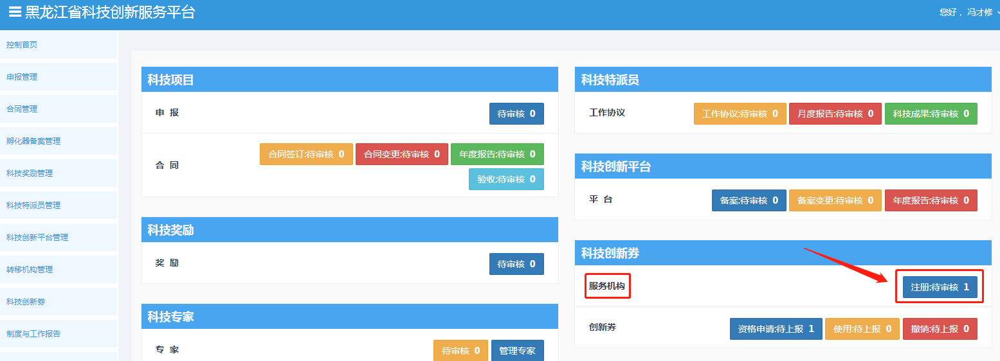 黑龙江省科技创新服务平台
您好， 冯才修
控制首页
申报管理
合同管理
孵化器备案管理
科技奖励管理
科技特派员管理
科技创新平台管理
转移机构管理
科技创新券
制度与工作报告
科技项目
申 报 待审核 0
合 同 合同签订:待审核 0 合同变更:待审核 0 年度报告:待审核 0
验收:待审核 0
科技奖励
奖 励 待审核 0
科技专家
专 家 待审核 0 管理专家
科技特派员
工作协议 工作协议:待审核 0 月度报告:待审核 0 科技成果:待审核 0
科技创新平台
平 台 备案:待审核 0 备案变更:待审核 0 年度报告:待审核 0
科技创新券
服务机构 注册:待审核 1
创新券 资格申请:待上报 1 使用:待上报 0 撤销:待上报 0